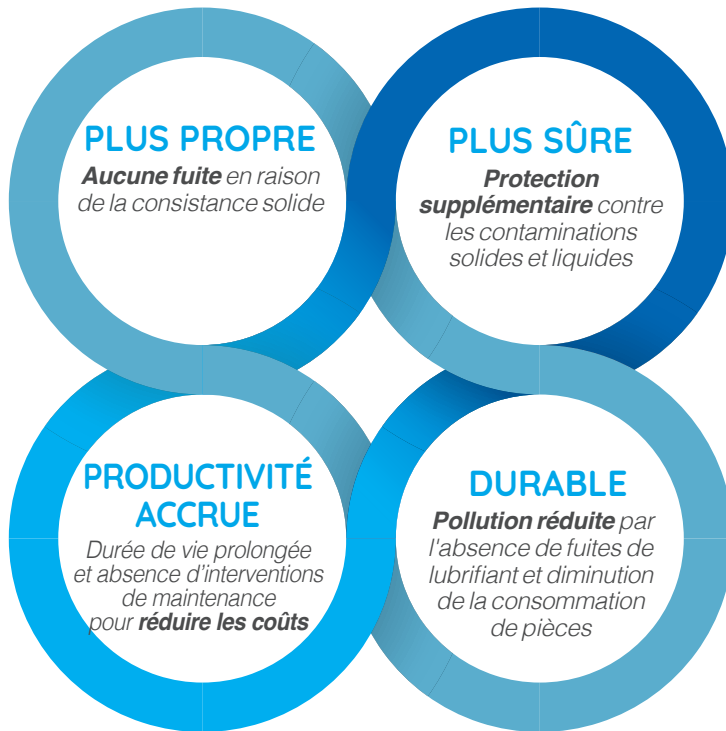 PLUS PROPRE
Aucune fuite en raison
de la consistance solide
PLUS SÛRE
Protection
supplémentaire contre
les contaminations
solides et liquides
PRODUCTIVITÉ
ACCRUE
Durée de vie prolongée
et absence d'interventions
de maintenance
pour réduire les coûts
DURABLE
Pollution réduite par
l'absence de fuites de
lubrifiant et diminution
de la consommation
de pièces